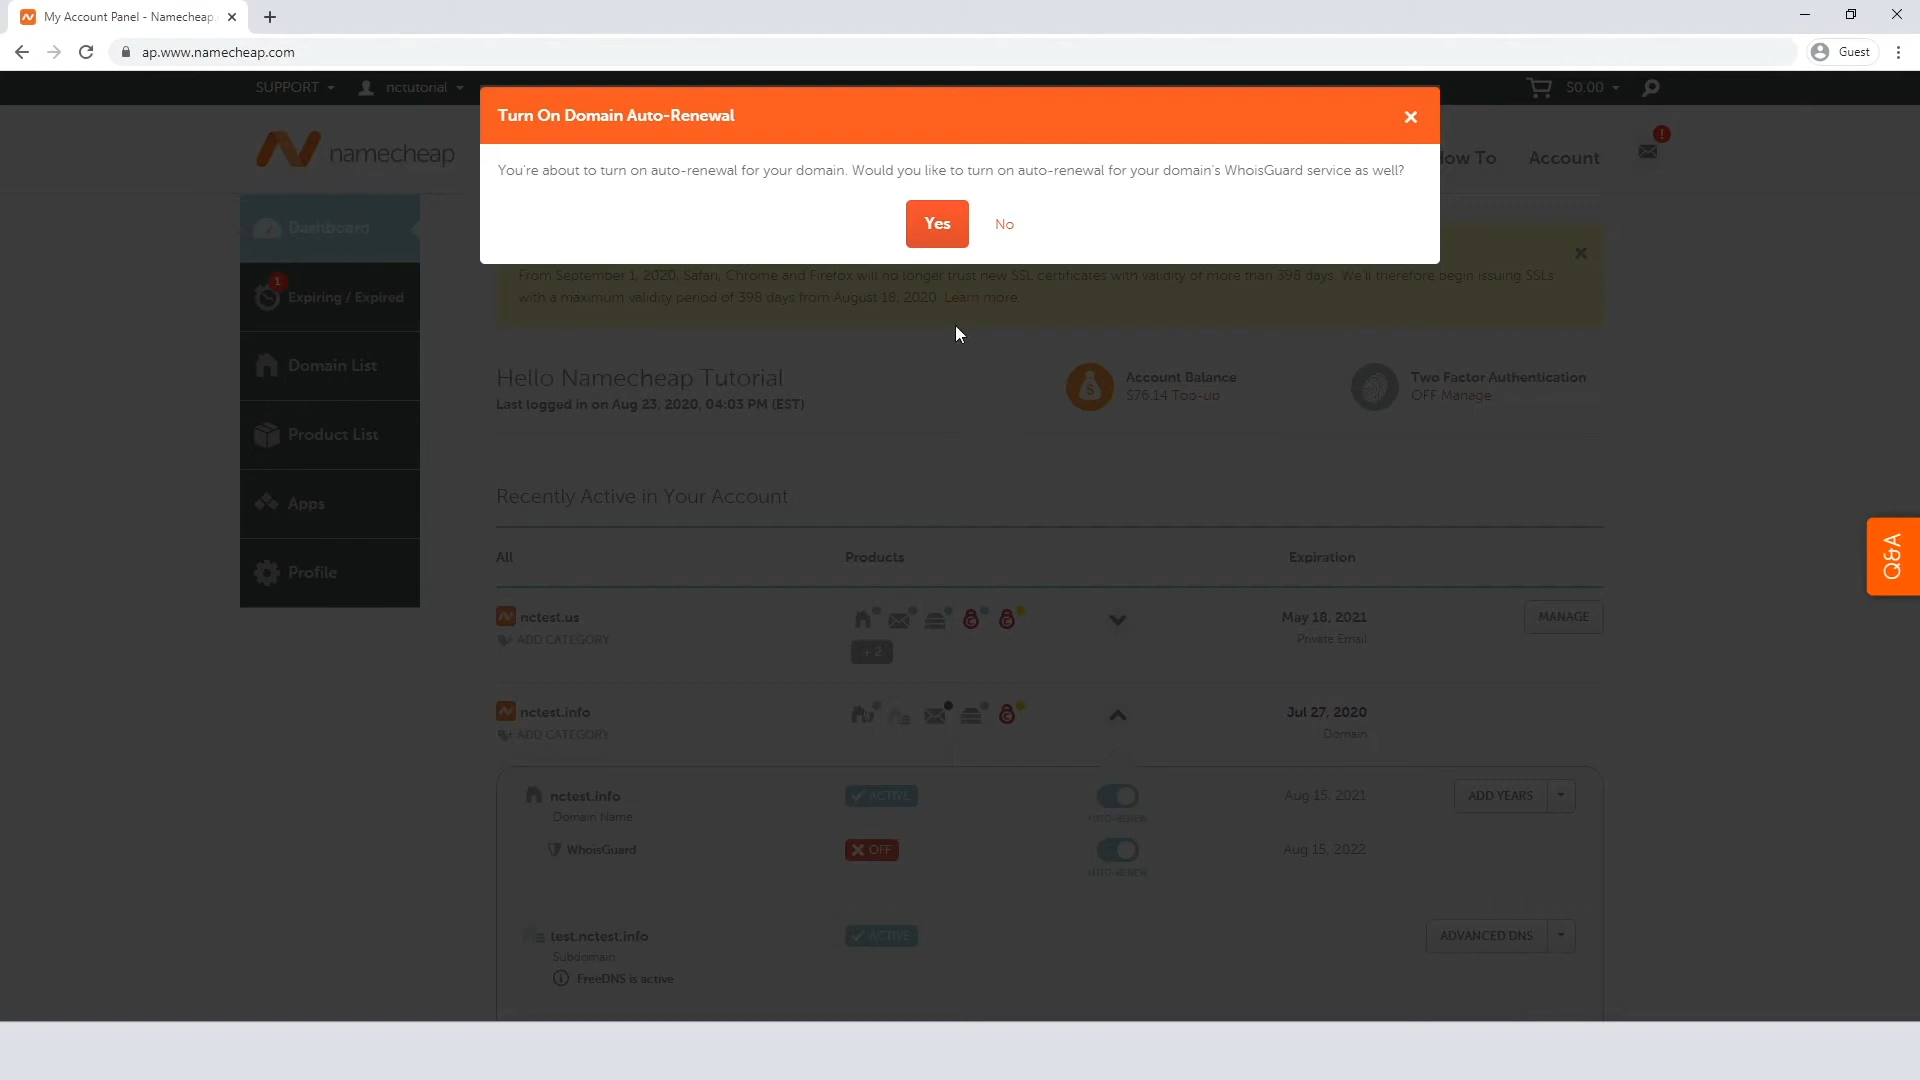 My Account Panel - Namecheap.
ap.www.namecheap.com
Guest
SUPPORT
nctutorial
$0.00
Turn On Domain Auto-Renewal
namecheap
How To
Account
!
You're about to turn on auto-renewal for your domain. Would you like to turn on auto-renewal for your domain's WhoisGuard service as well?
Yes
No
Dashboard
1
Expiring / Expired
Domain List
Product List
Apps
Profile
From September 1, 2020, Safari, Chrome and Firefox will no longer trust new SSL certificates with validity of more than 398 days. We'll therefore begin issuing SSLs
with a maximum validity period of 398 days from August 18, 2020. Learn more.
Hello Namecheap Tutorial
Last logged in on Aug 23, 2020, 04:03 PM (EST)
Account Balance
$76.14 Top-up
Two Factor Authentication
OFF Manage
Q&A
Recently Active in Your Account
All
Products
Expiration
nctest.us
May 18, 2021
MANAGE
ADD CATEGORY
Private Email
+ 2
nctest.info
Jul 27, 2020
ADD CATEGORY
Domain
nctest.info
ACTIVE
Aug 15, 2021
ADD YEARS
Domain Name
AUTO-RENEW
WhoisGuard
OFF
Aug 15, 2022
AUTO-RENEW
test.nctest.info
ACTIVE
ADVANCED DNS
Subdomain
FreeDNS is active